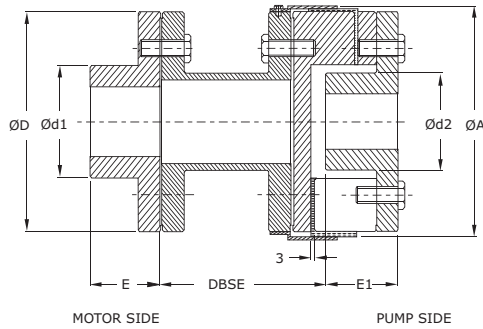 ØD
Ød1
Ød2
ØA
3
E
DBSE
E1
MOTOR SIDE
PUMP SIDE